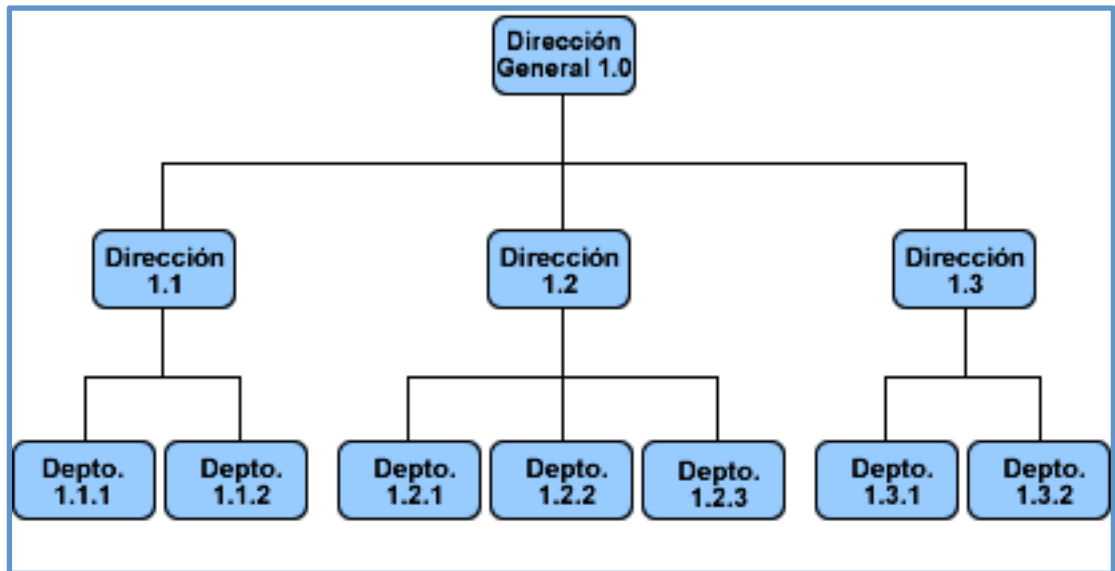 Dirección
General 1.0
Dirección
1.1
Dirección
1.2
Dirección
1.3
Depto.
1.1.1
Depto.
1.1.2
Depto.
1.2.1
Depto.
1.2.2
Depto.
1.2.3
Depto.
1.3.1
Depto.
1.3.2